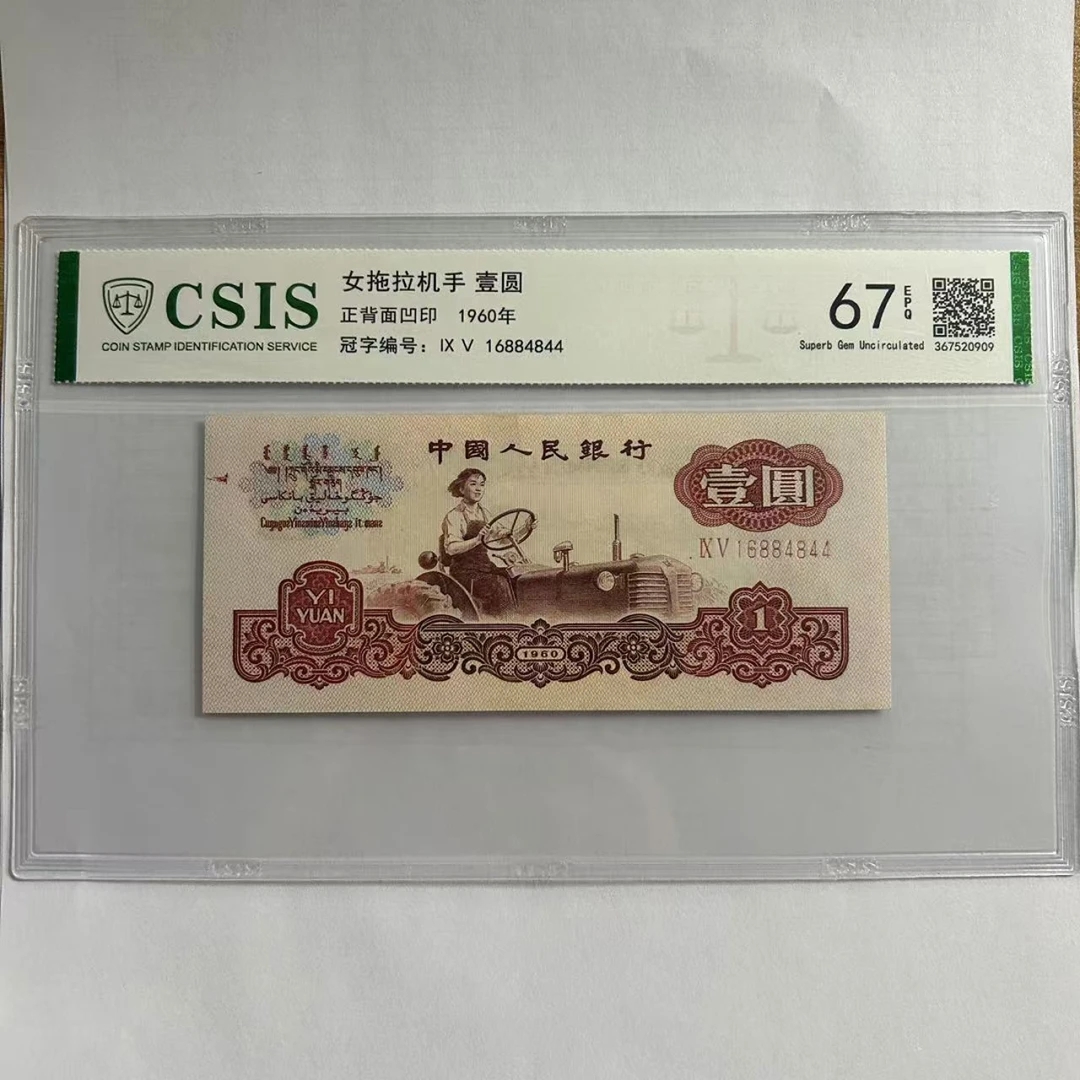 CSIS
COIN STAMP IDENTIFICATION SERVICE
女拖拉机手 壹圆
正背面凹印 1960年
冠字编号：IX V 16884844
67
EPQ
Superb Gem Uncirculated
367520909
中國人民銀行
壹圓
IX V 16884844
YI
YUAN
1960
1